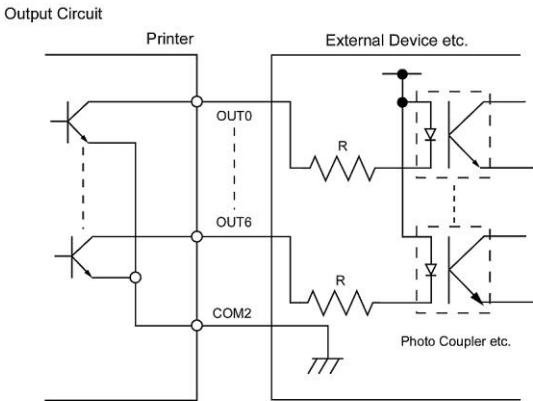 Output Circuit
Printer
External Device etc.
OUT0
R
OUT6
R
COM2
Photo Coupler etc.